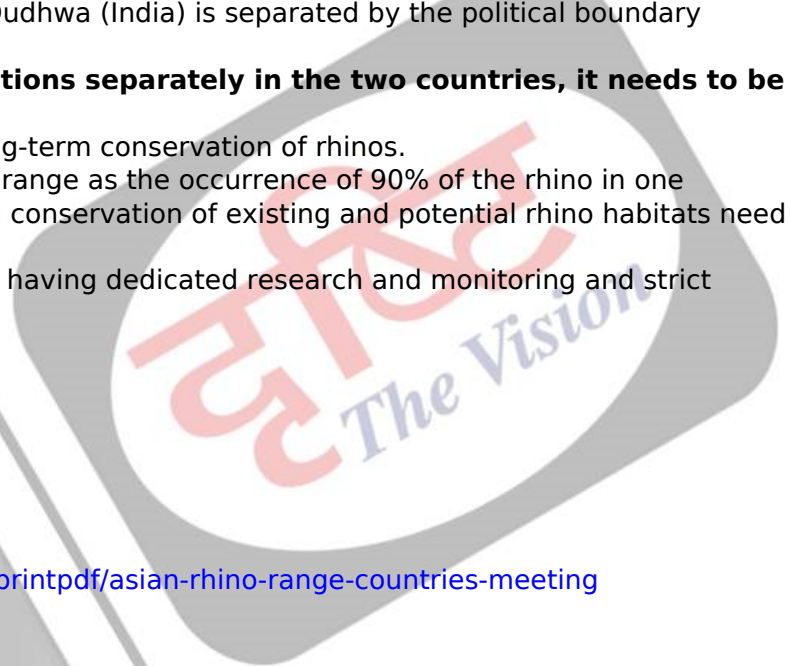 Dudhwa (India) is separated by the political boundary
tions separately in the two countries, it needs to be
g-term conservation of rhinos.
range as the occurrence of 90% of the rhino in one
conservation of existing and potential rhino habitats need
having dedicated research and monitoring and strict
दृष्टि
The Vision
printpdf/asian-rhino-range-countries-meeting